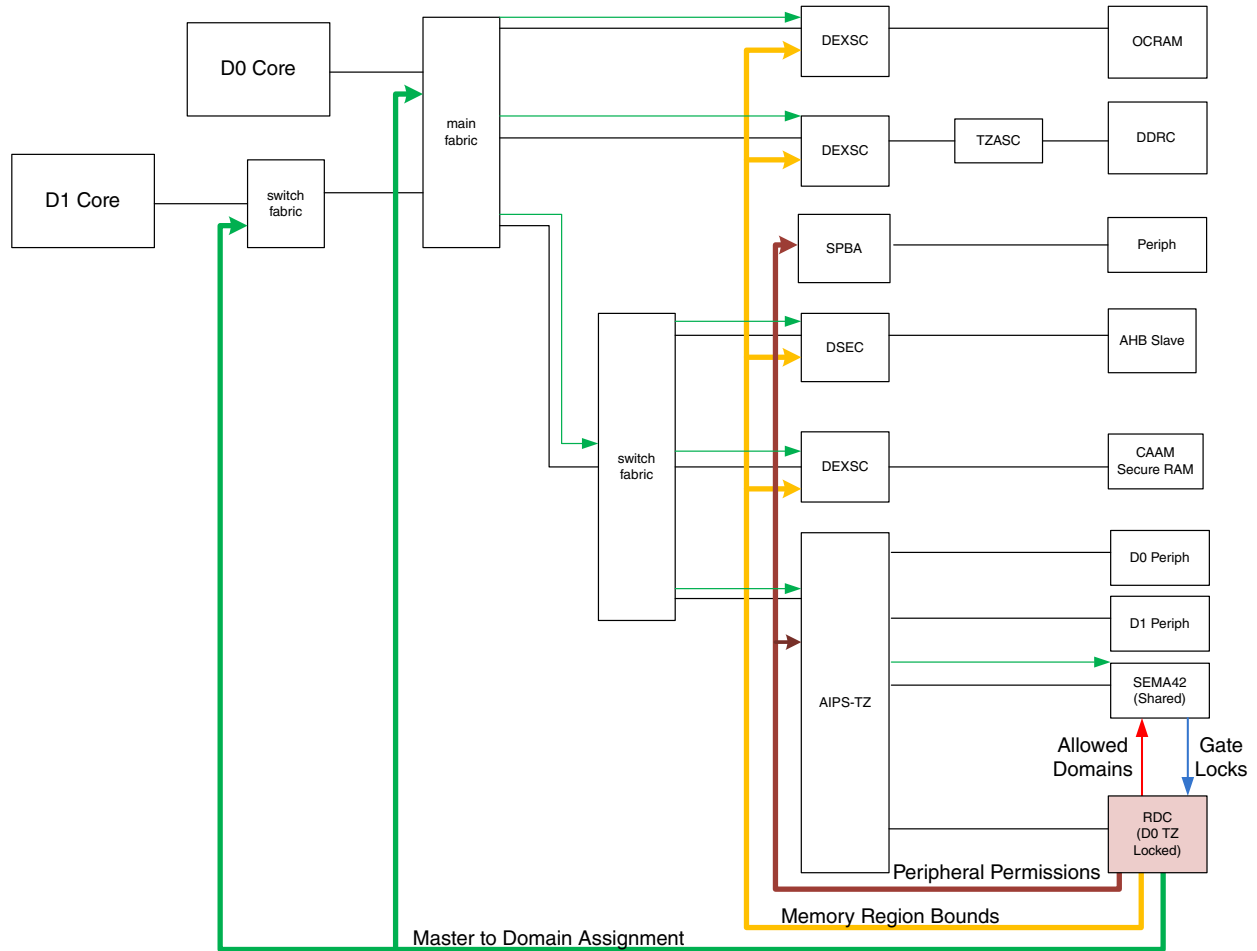 D0 Core
D1 Core
switch
fabric
main
fabric
DEXSC
OCRAM
DEXSC
TZASC
DDRC
SPBA
Periph
DSEC
AHB Slave
switch
fabric
DEXSC
CAAM
Secure RAM
AIPS-TZ
D0 Periph
D1 Periph
SEMA42
(Shared)
Allowed
Domains
Gate
Locks
RDC
(D0 TZ
Locked)
Peripheral Permissions
Memory Region Bounds
Master to Domain Assignment